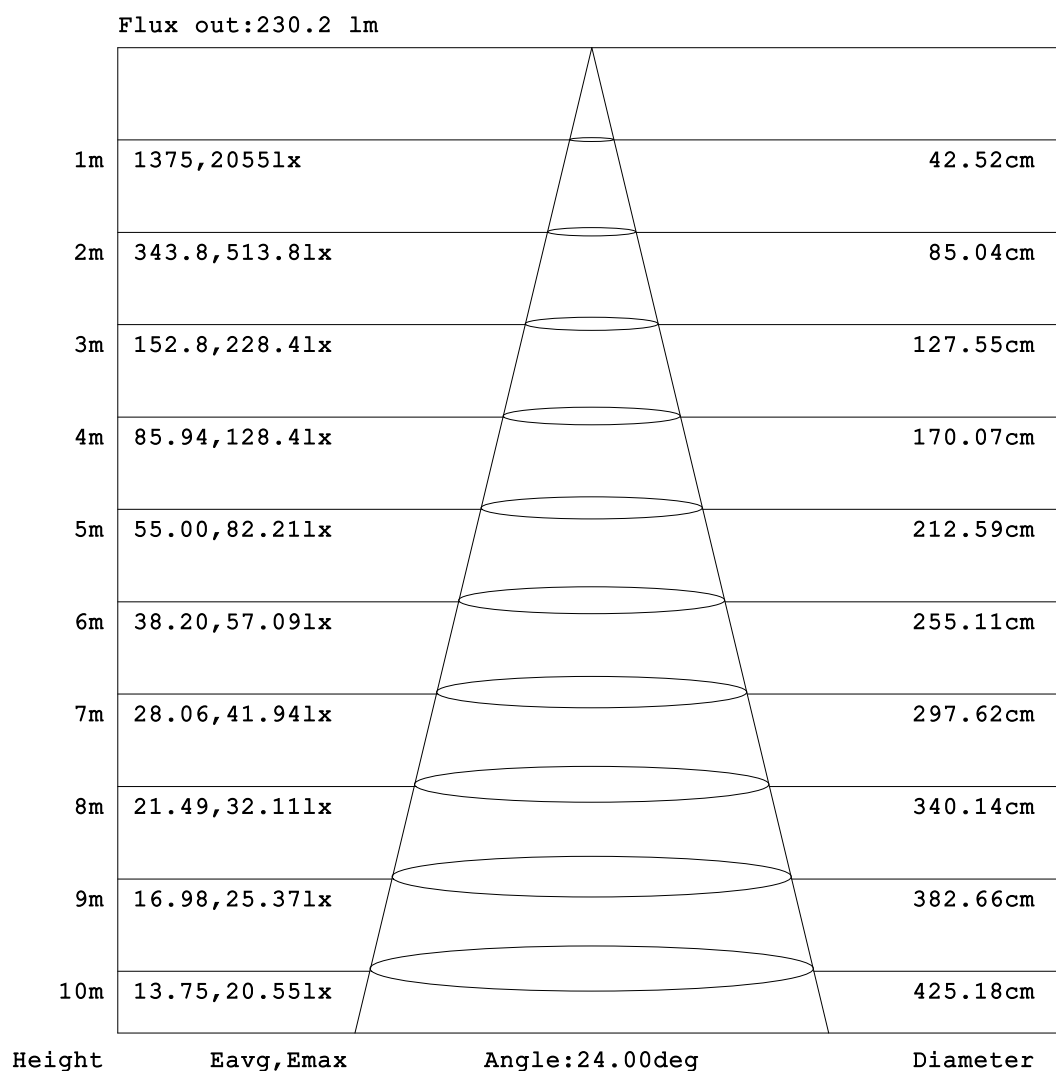 Flux out:230.2 lm
1m 1375,2055lx 42.52cm
2m 343.8,513.8lx 85.04cm
3m 152.8,228.4lx 127.55cm
4m 85.94,128.4lx 170.07cm
5m 55.00,82.21lx 212.59cm
6m 38.20,57.09lx 255.11cm
7m 28.06,41.94lx 297.62cm
8m 21.49,32.11lx 340.14cm
9m 16.98,25.37lx 382.66cm
10m 13.75,20.55lx 425.18cm
Height Eavg,Emax Angle:24.00deg Diameter